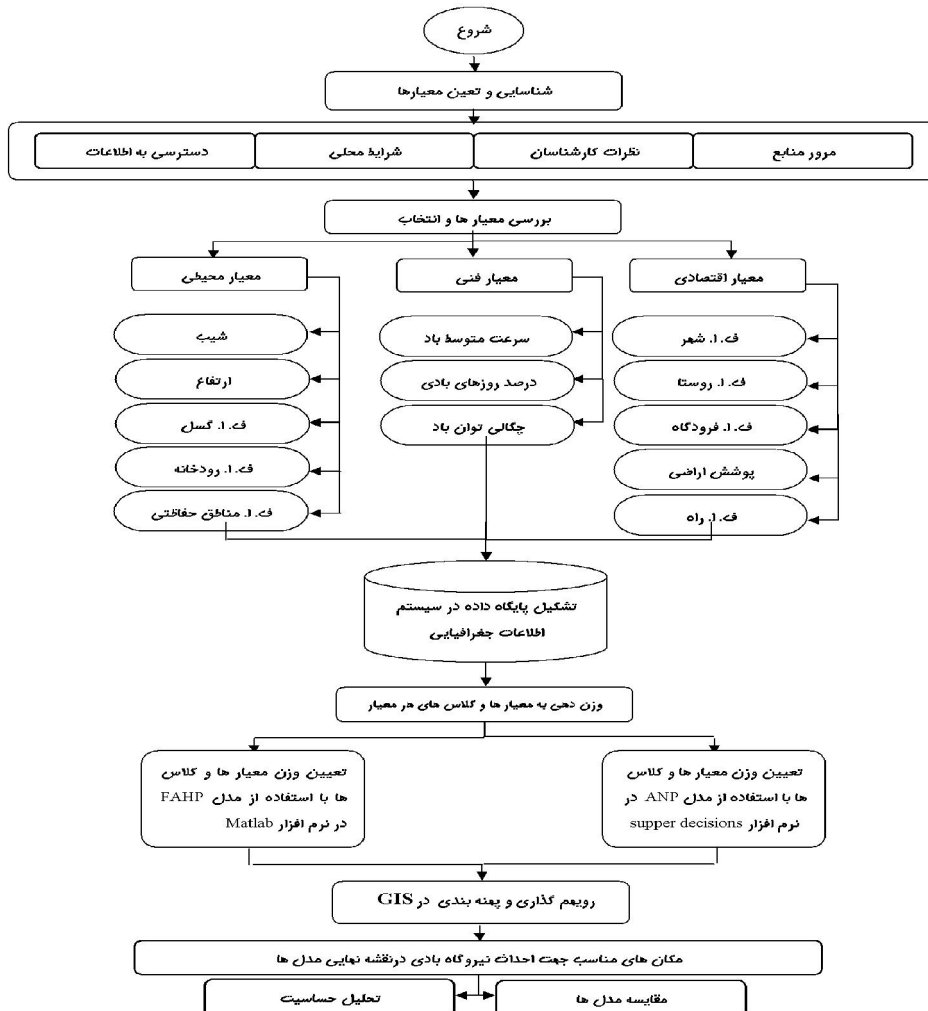 شروع
شناسایی و تعین معیارها
مرور منابع
نظرات کارشناسان
شرایط محلی
دسترسی به اطلاعات
بررسی معیار ها و انتخاب
معیار اقتصادی
معیار فنی
معیار محیطی
ف. ا. شهر
ف. ا. روستا
ف. ا. فرودگاه
پوشش اراضی
ف. ا. راه
سرعت متوسط باد
درصد روزهای بادی
چگالی توان باد
شیب
ارتفاع
ف. ا. گسل
ف. ا. رودخانه
ف. ا. مناطق حفاظتی
تشکیل پایگاه داده در سیستم
اطلاعات جغرافیایی
وزن دهی به معیار ها و کلاس های هر معیار
تعیین وزن معیار ها و کلاس
ها با استفاده از مدل ANP در
نرم افزار supper decisions
تعیین وزن معیار ها و کلاس
ها با استفاده از مدل FAHP
در نرم افزار Matlab
رویهم گذاری و پهنه بندی در GIS
مکان های مناسب جهت احداث نیروگاه بادی درنقشه نهایی مدل ها
مقایسه مدل ها
تحلیل حساسیت